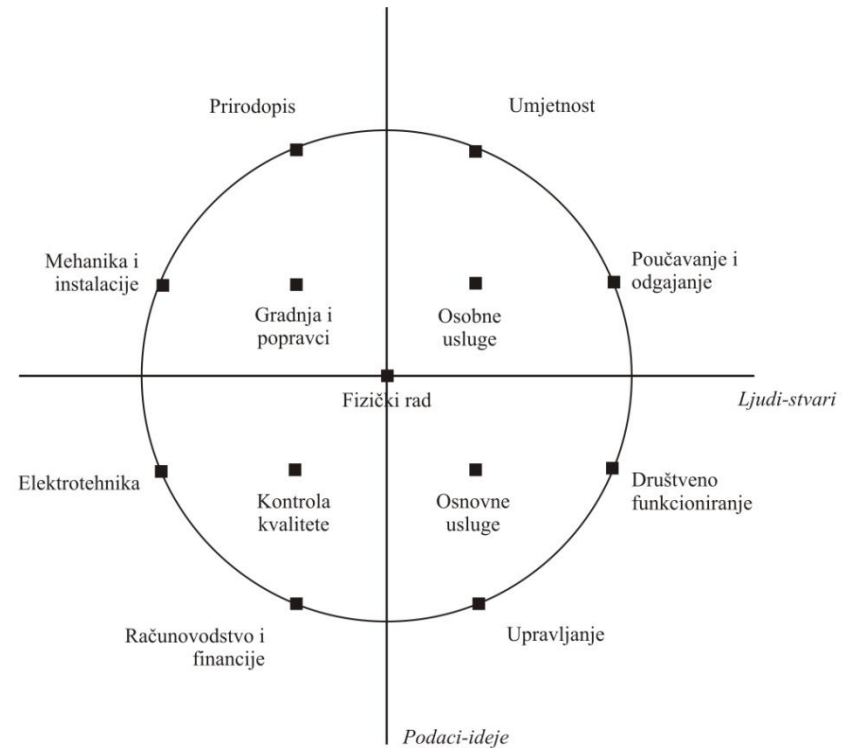 Prirodopis
Umjetnost
Mehanika i
instalacije
Poučavanje i
odgajanje
Gradnja i
popravci
Osobne
usluge
Fizički rad
Ljudi-stvari
Elektrotehnika
Kontrola
kvalitete
Osnovne
usluge
Društveno
funkcioniranje
Računovodstvo i
financije
Upravljanje
Podaci-ideje